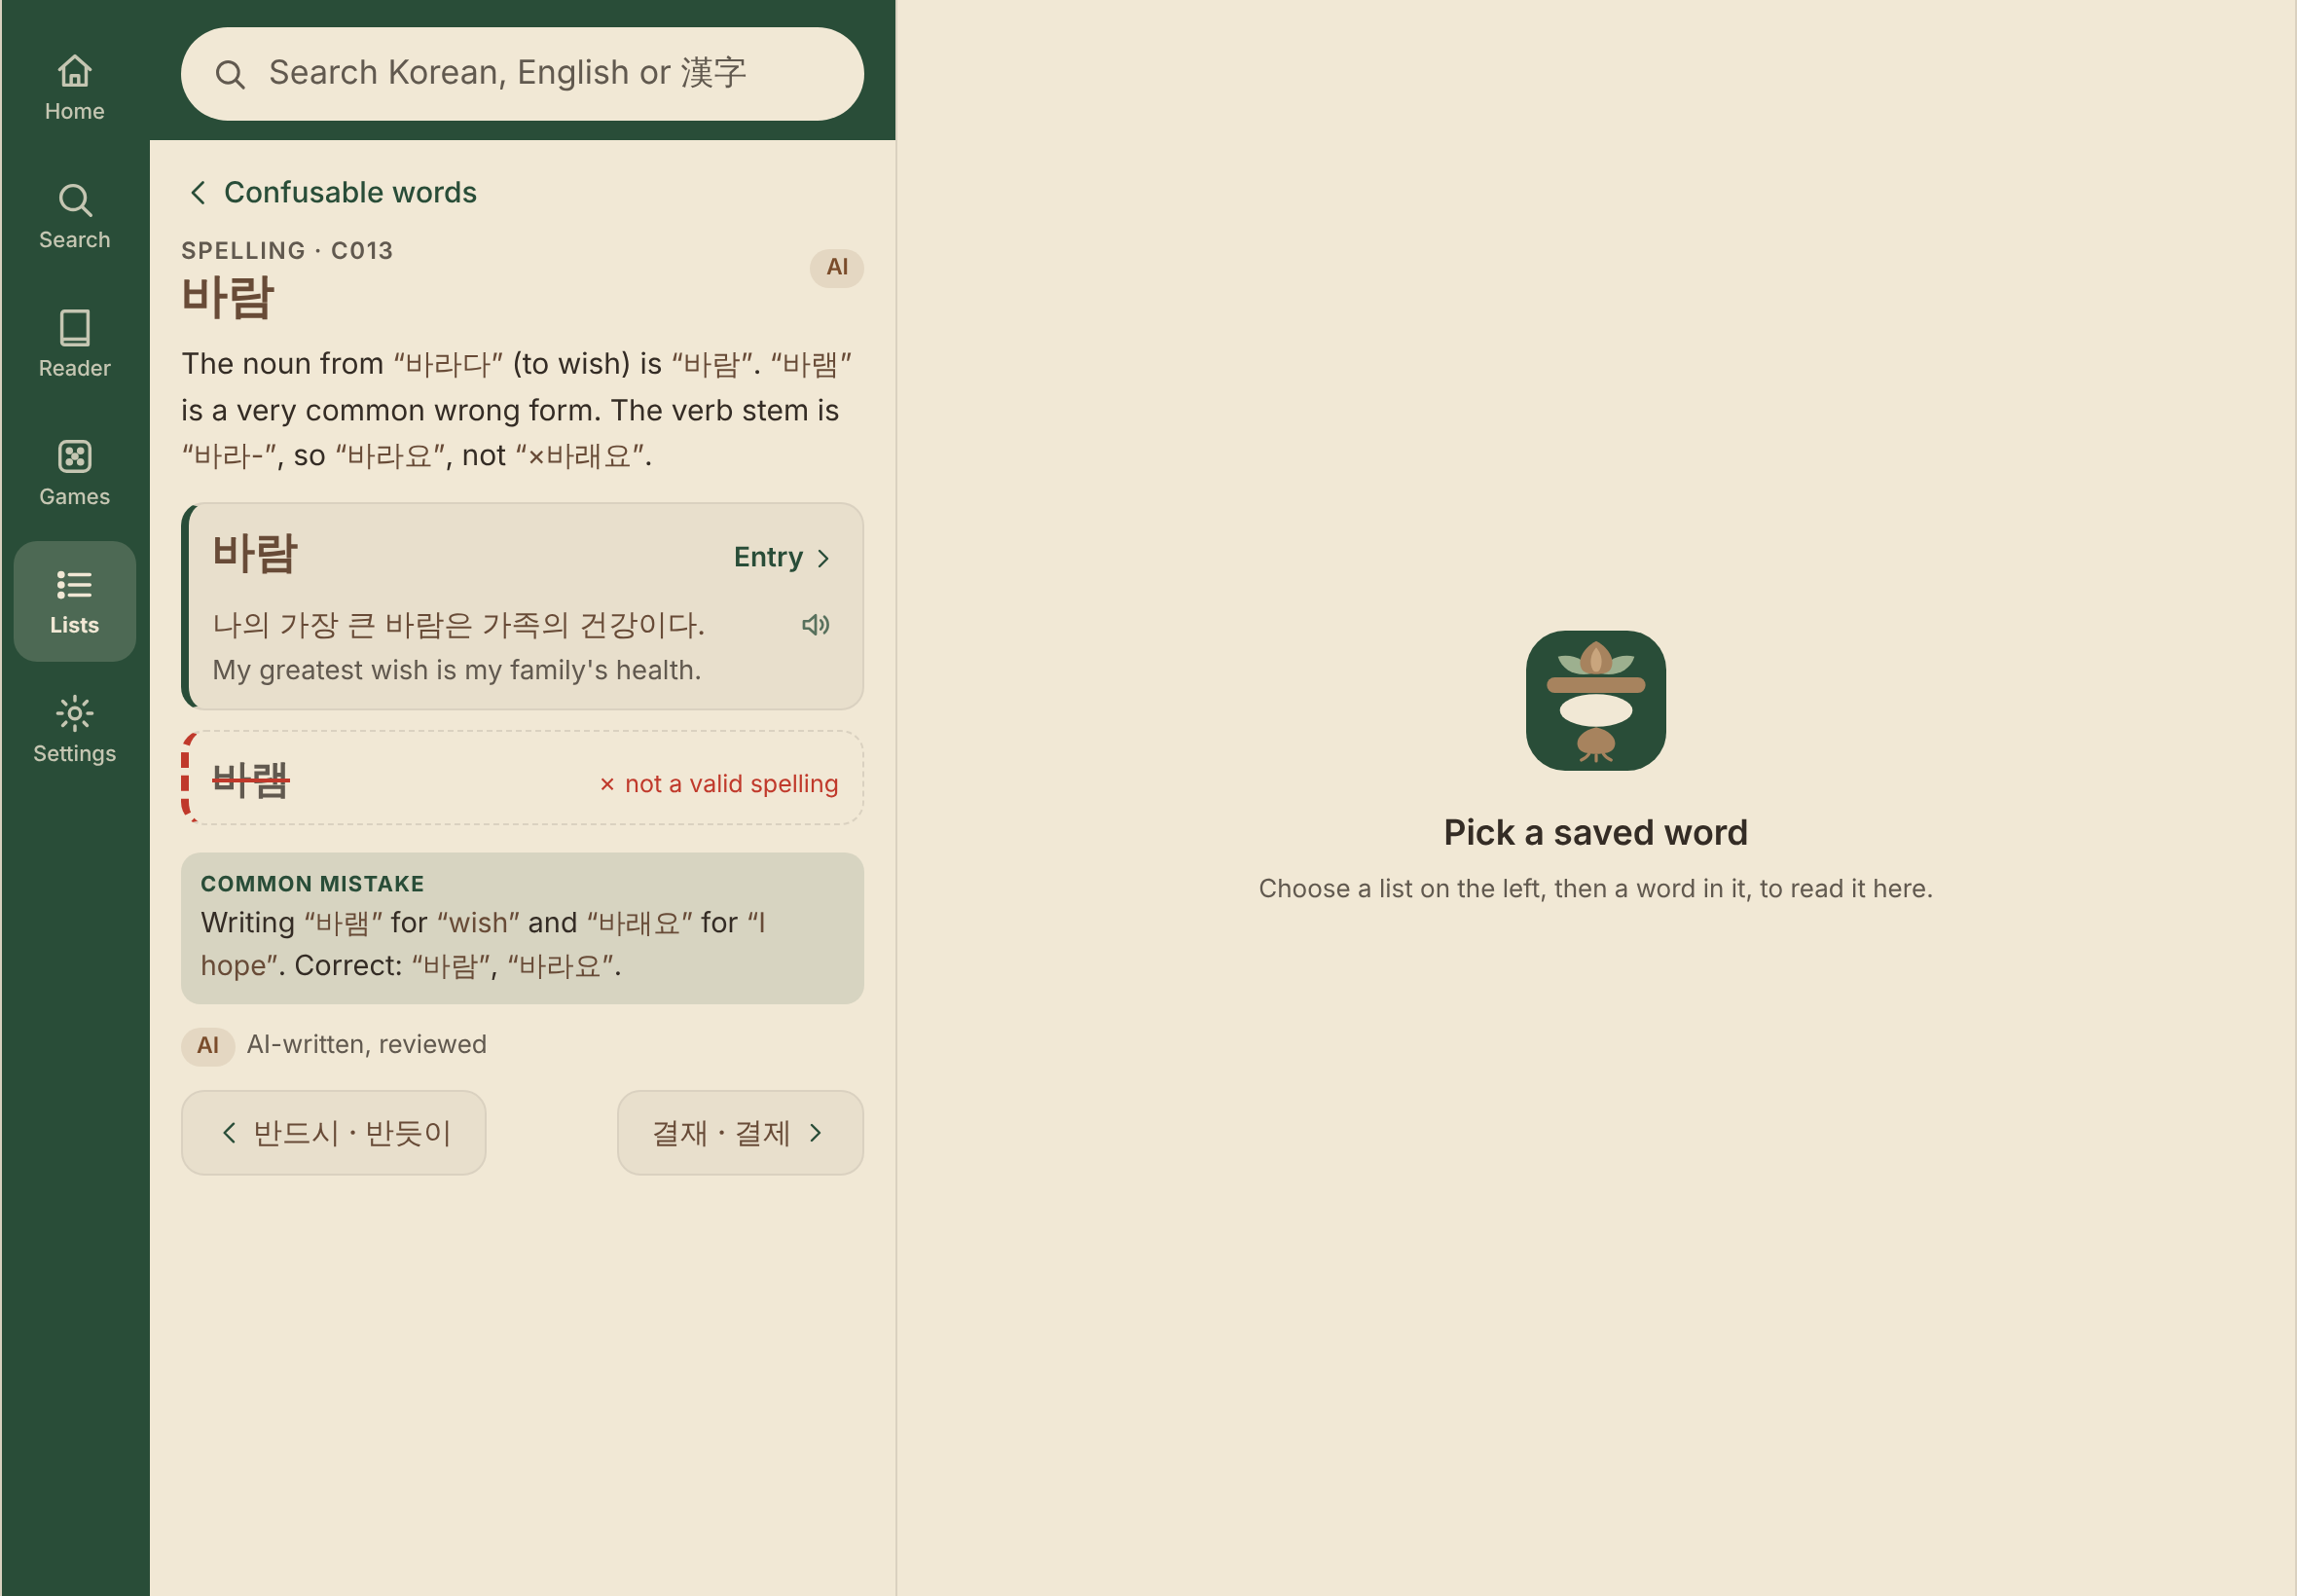 Home
Search
Reader
Games
Lists
Settings
Search Korean, English or 漢字
Confusable words
SPELLING · C013
AI
바람
The noun from “바라다” (to wish) is “바람”. “바램”
is a very common wrong form. The verb stem is
“바라-”, so “바라요”, not “×바래요”.
바람
Entry
나의 가장 큰 바람은 가족의 건강이다.
My greatest wish is my family's health.
바램
× not a valid spelling
COMMON MISTAKE
Writing “바램” for “wish” and “바래요” for “I
hope”. Correct: “바람”, “바라요”.
AI AI-written, reviewed
반드시 · 반듯이
결재 · 결제
Pick a saved word
Choose a list on the left, then a word in it, to read it here.